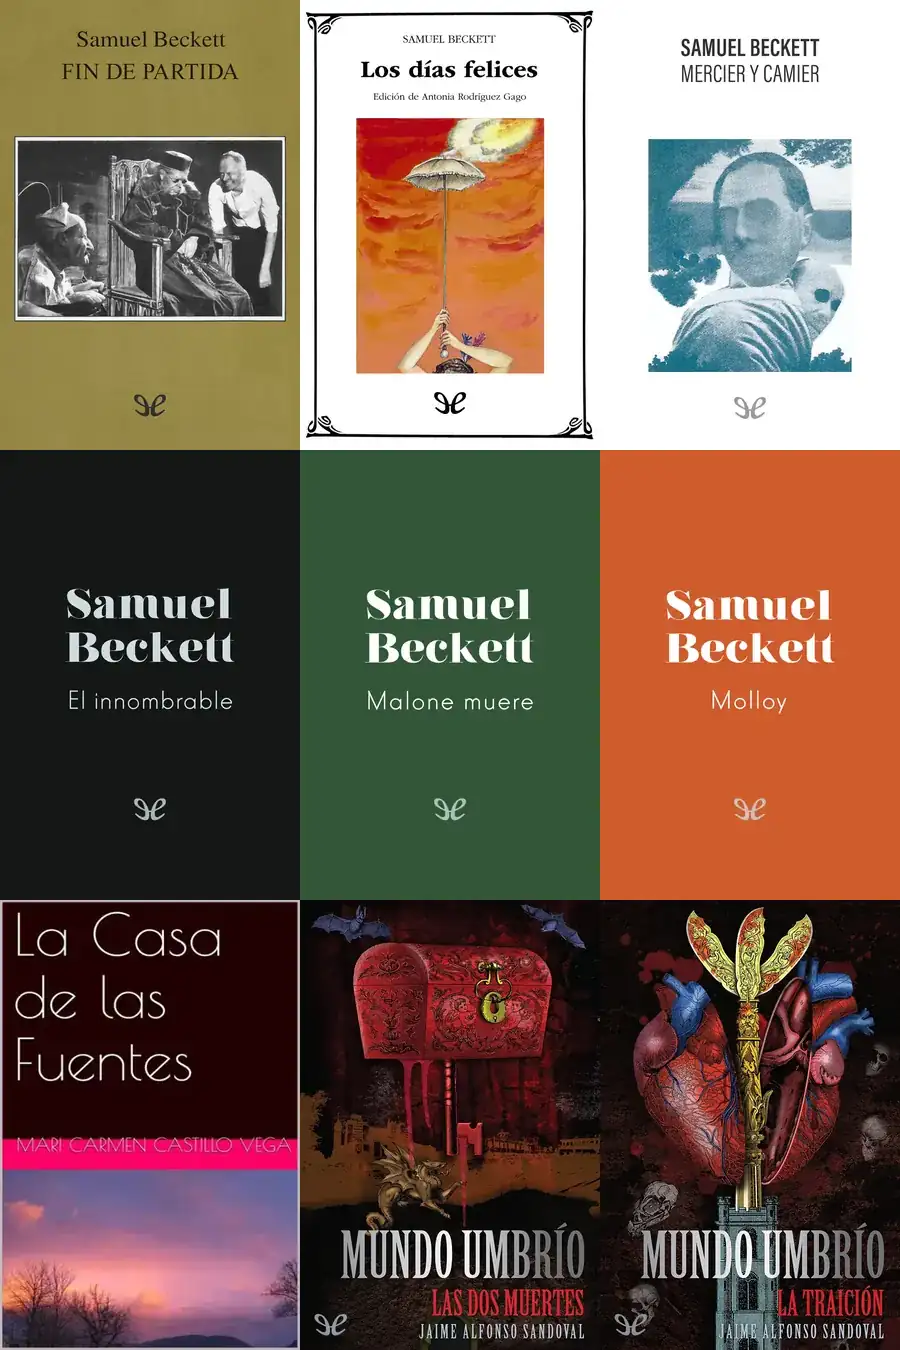 Samuel Beckett
FIN DE PARTIDA
SAMUEL BECKETT
Los días felices
Edición de Antonia Rodríguez Gago
SAMUEL BECKETT
MERCIER Y CAMIER
Samuel
Beckett
El innombrable
Samuel
Beckett
Malone muere
Samuel
Beckett
Molloy
La Casa
de las
Fuentes
MARI CARMEN CASTILLO VEGA
MUNDO UMBRÍO
LAS DOS MUERTES
JAIME ALFONSO SANDOVAL
MUNDO UMBRÍO
LA TRAICIÓN
JAIME ALFONSO SANDOVAL